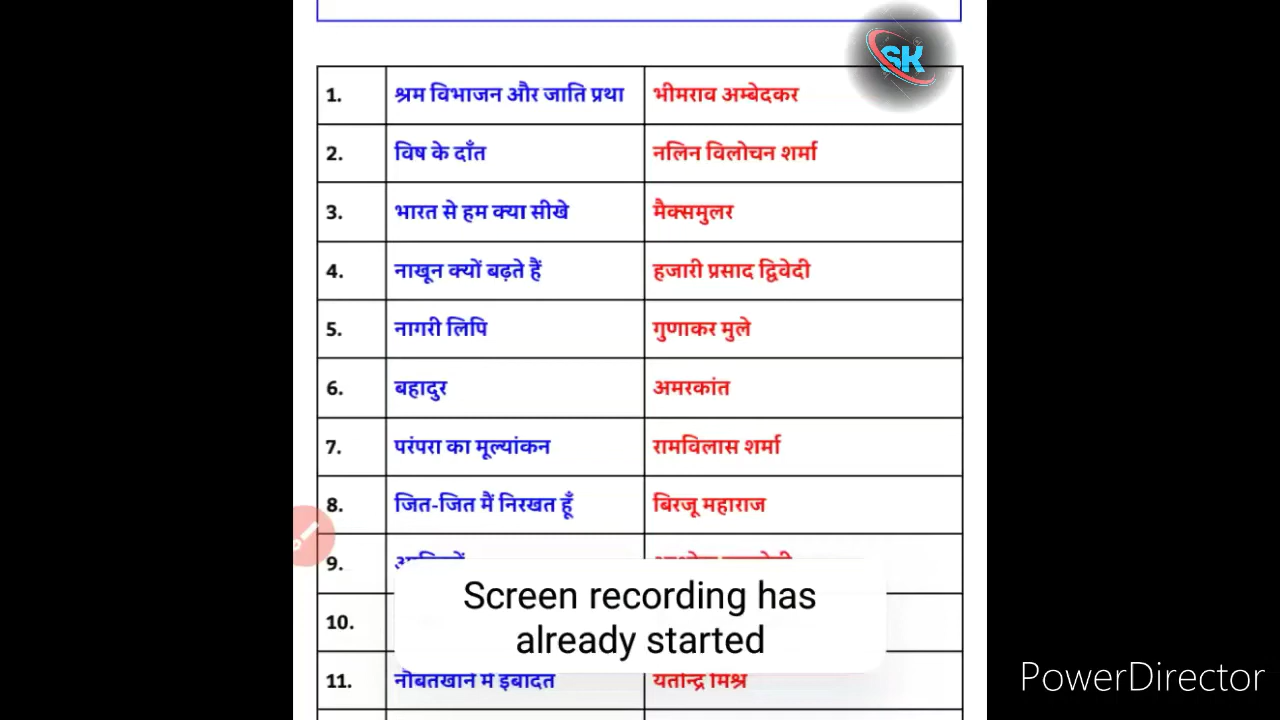 SK
1. श्रम विभाजन और जाति प्रथा भीमराव अम्बेदकर
2. विष के दाँत नलिन विलोचन शर्मा
3. भारत से हम क्या सीखे मैक्समुलर
4. नाखून क्यों बढ़ते हैं हजारी प्रसाद द्विवेदी
5. नागरी लिपि गुणाकर मुले
6. बहादुर अमरकांत
7. परंपरा का मूल्यांकन रामविलास शर्मा
8. जित-जित मैं निरखत हूँ बिरजू महाराज
9.
Screen recording has
10.
already started
11. नौबतखाने में इबादत यतीन्द्र मिश्र
PowerDirector